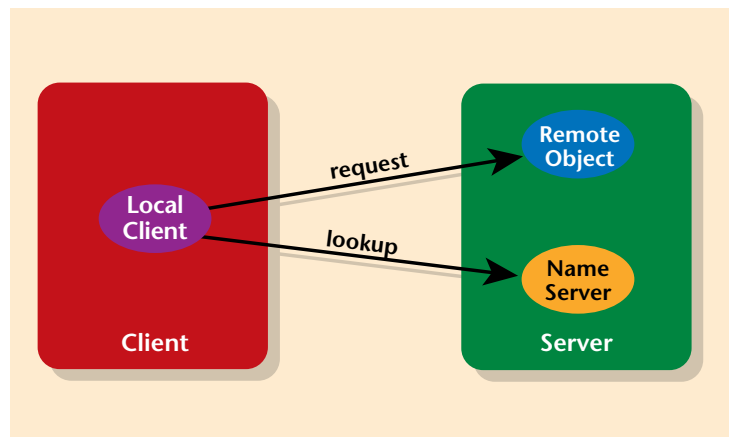 Local
Client
Client
request
lookup
Remote
Object
Name
Server
Server